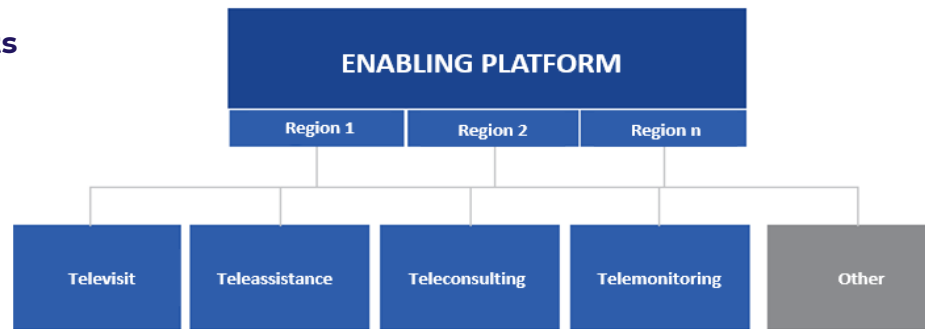 ENABLING PLATFORM
Region 1 Region 2 Region n
Televisit Teleassistance Teleconsulting Telemonitoring Other